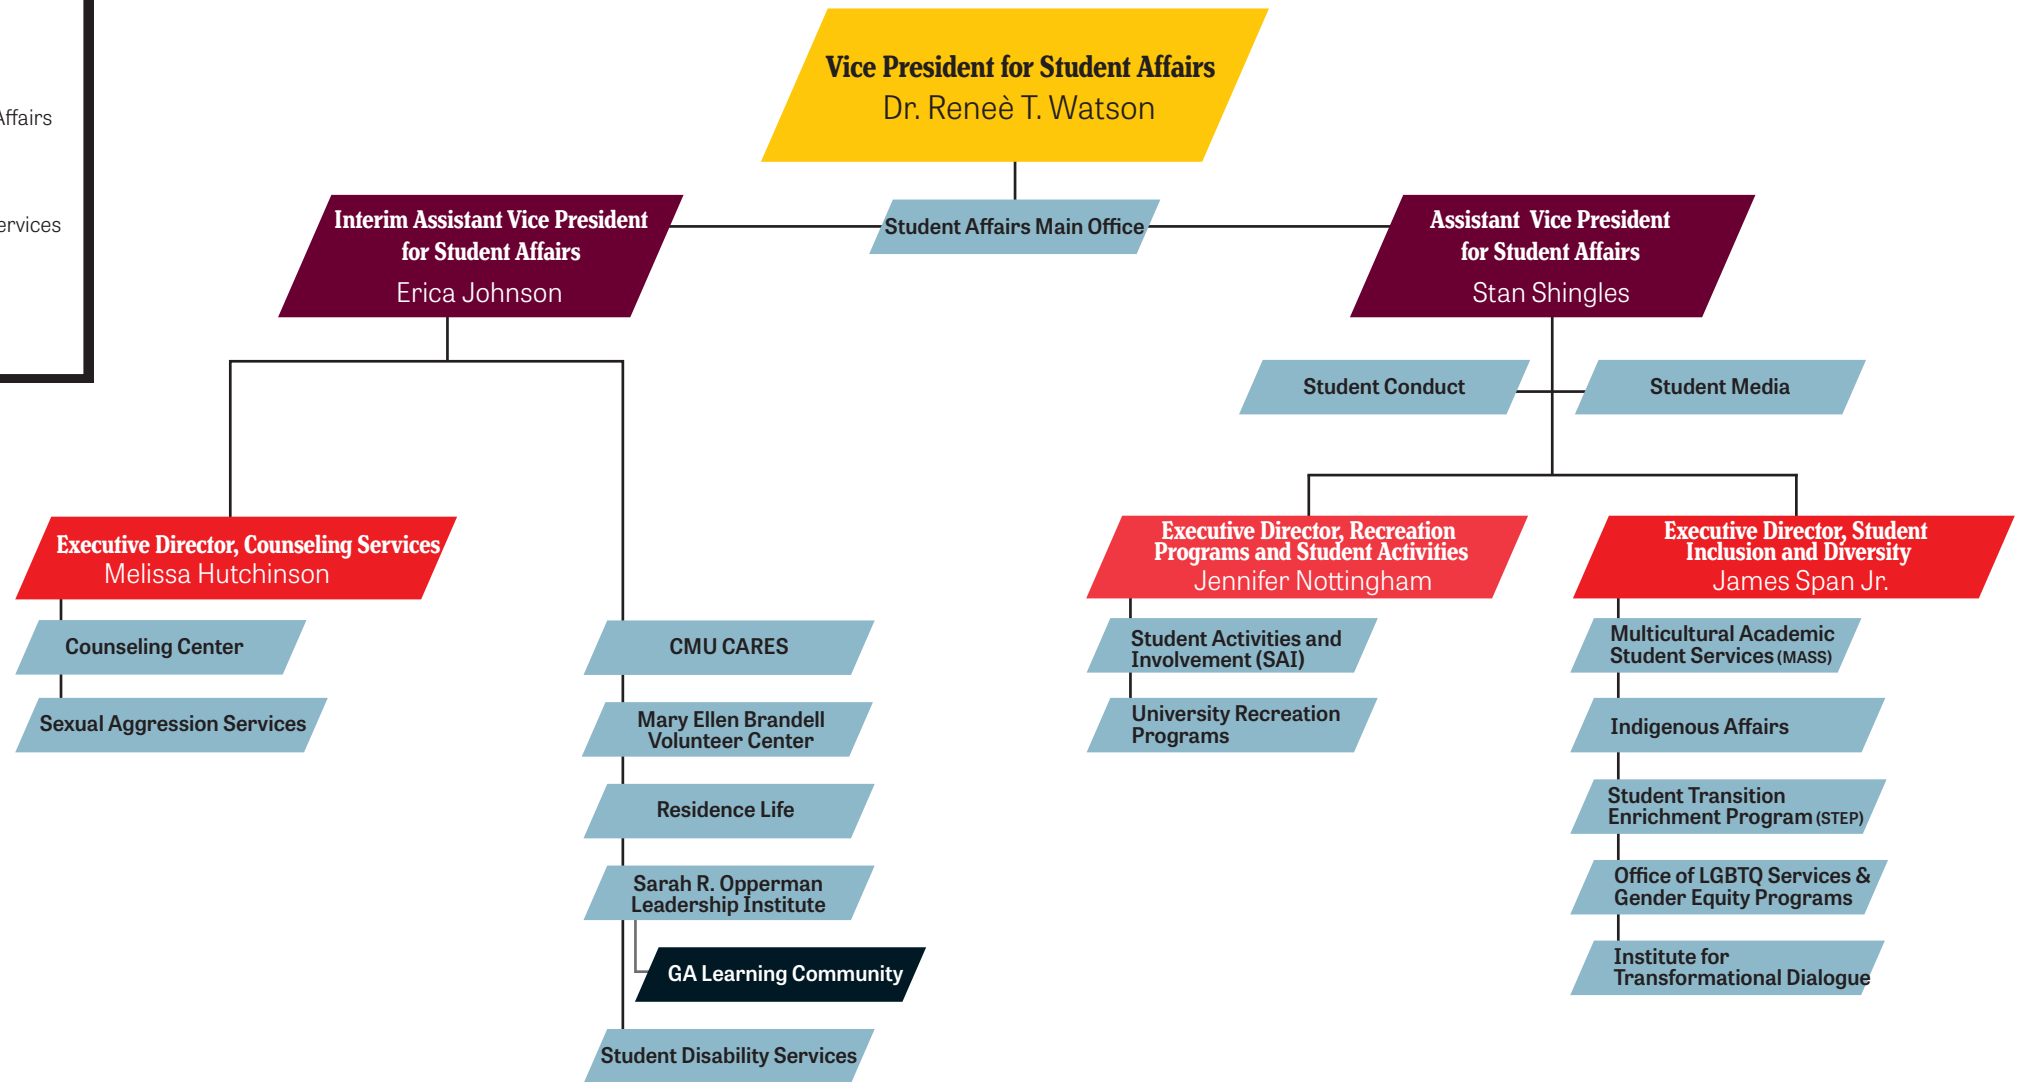 Affairs
ervices
Vice President for Student Affairs
Dr. Reneè T. Watson
Interim Assistant Vice President
for Student Affairs
Erica Johnson
Student Affairs Main Office
Assistant Vice President
for Student Affairs
Stan Shingles
Student Conduct
Student Media
Executive Director, Counseling Services
Melissa Hutchinson
Counseling Center
Sexual Aggression Services
CMU CARES
Mary Ellen Brandell
Volunteer Center
Residence Life
Sarah R. Opperman
Leadership Institute
GA Learning Community
Student Disability Services
Executive Director, Recreation
Programs and Student Activities
Jennifer Nottingham
Student Activities and
Involvement (SAI)
University Recreation
Programs
Executive Director, Student
Inclusion and Diversity
James Span Jr.
Multicultural Academic
Student Services (MASS)
Indigenous Affairs
Student Transition
Enrichment Program (STEP)
Office of LGBTQ Services &
Gender Equity Programs
Institute for
Transformational Dialogue